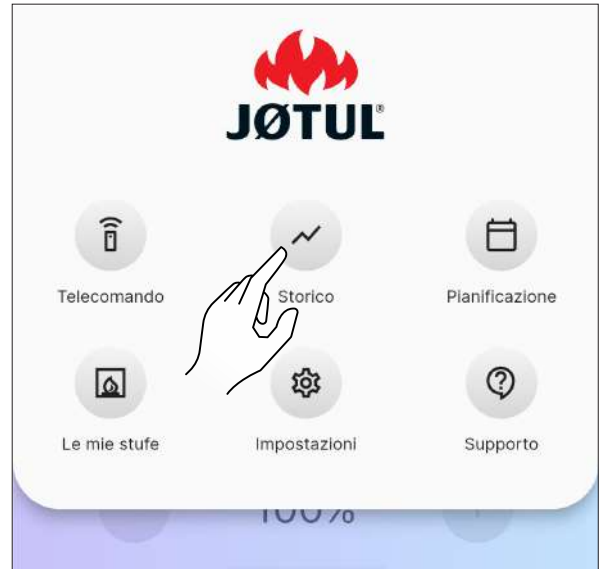 JØTUL®
Telecomando
Storico
Pianificazione
Le mie stufe
Impostazioni
Supporto
100%